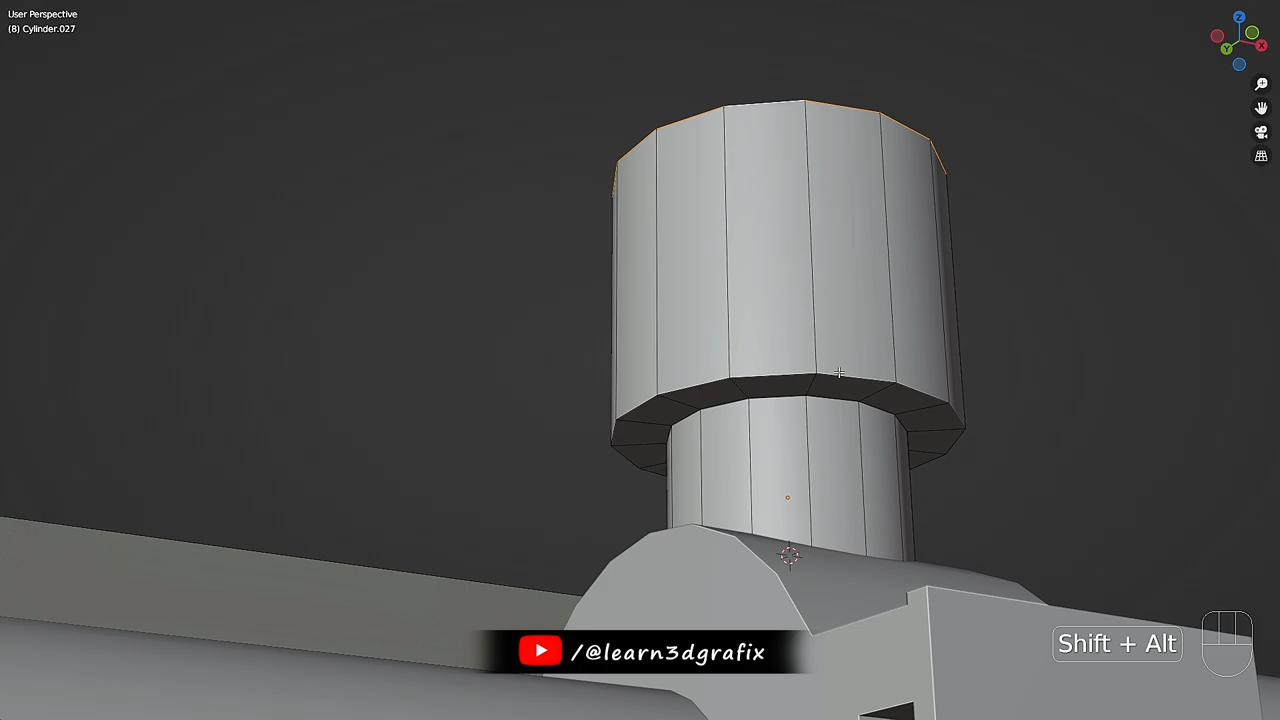 User Perspective
(8) Cylinder.027
Z
Y
X
/@learn3dgrafix
Shift + Alt